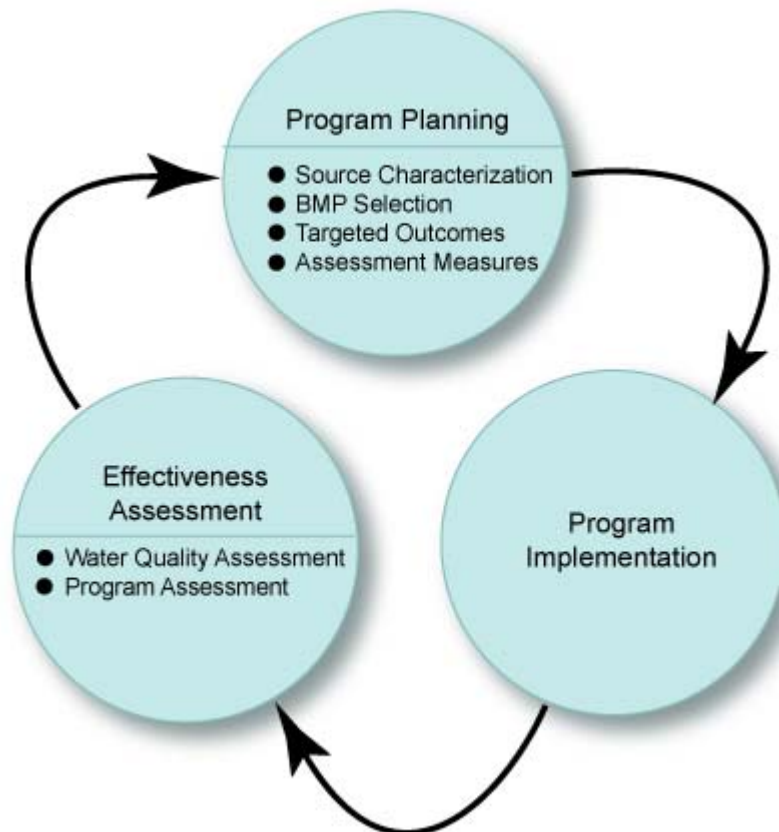 Program Planning
● Source Characterization
● BMP Selection
● Targeted Outcomes
● Assessment Measures
Effectiveness
Assessment
● Water Quality Assessment
● Program Assessment
Program
Implementation